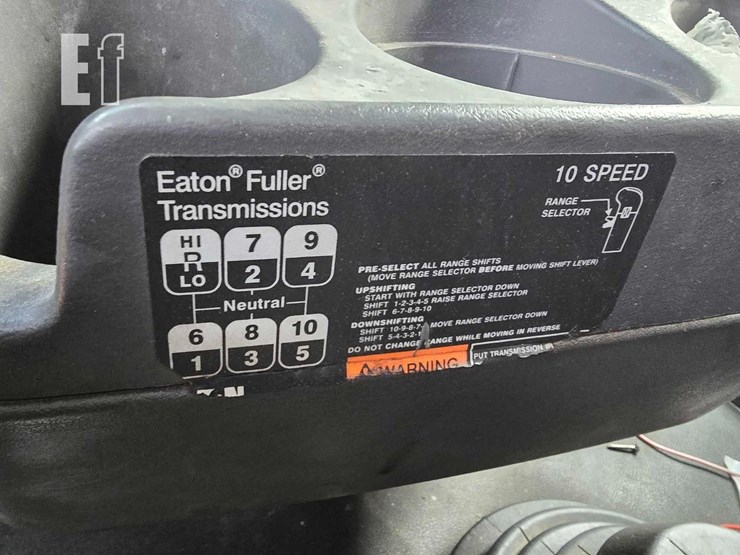 Ef
Eaton® Fuller®
Transmissions
10 SPEED
RANGE
SELECTOR
HI
R
LO
7
2
9
4
Neutral
6
1
8
3
10
5
PRE-SELECT ALL RANGE SHIFTS
(MOVE RANGE SELECTOR BEFORE MOVING SHIFT LEVER)
UPSHIFTING
START WITH RANGE SELECTOR DOWN
SHIFT 1-2-3-4-5 RAISE RANGE SELECTOR
SHIFT 6-7-8-9-10
DOWNSHIFTING
SHIFT 10-9-8-7- MOVE RANGE SELECTOR DOWN
SHIFT 5-4-3-2-1
DO NOT CHANGE RANGE WHILE MOVING IN REVERSE
WARNING
PUT TRANSMISSION